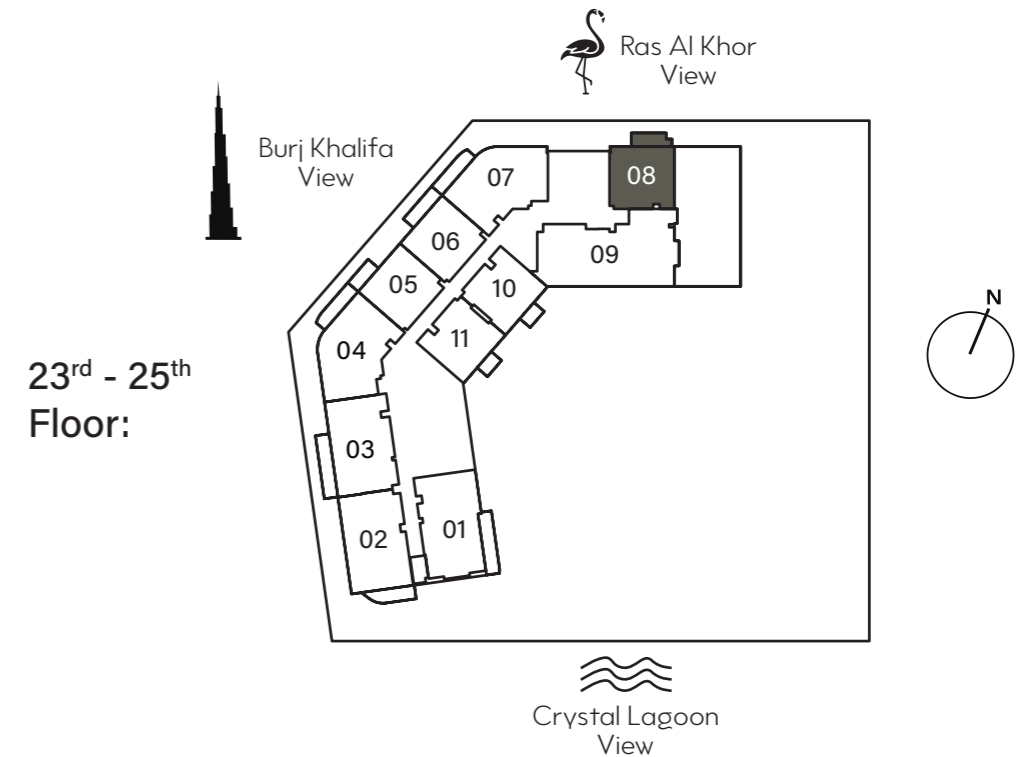 Ras Al Khor
View
Burj Khalifa
View
07
08
06
09
05
10
N
11
04
23rd - 25th
Floor:
03
02
01
Crystal Lagoon
View